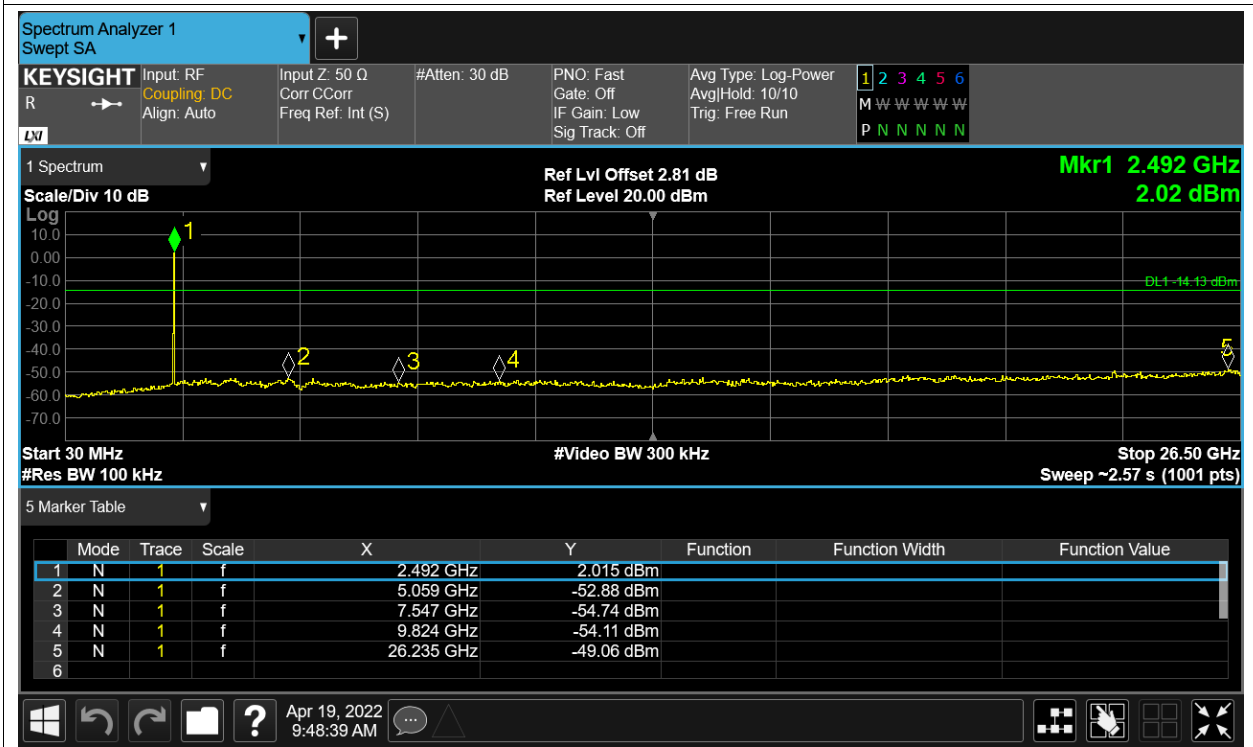 Spectrum Analyzer 1
Swept SA
KEYSIGHT
R
LXI
Input: RF
Coupling: DC
Align: Auto
Input Z: 50 Ω
Corr CCorr
Freq Ref: Int (S)
#Atten: 30 dB
PNO: Fast
Gate: Off
IF Gain: Low
Sig Track: Off
Avg Type: Log-Power
Avg|Hold: 10/10
Trig: Free Run
1 2 3 4 5 6
M W W W W W
P N N N N N
1 Spectrum
Scale/Div 10 dB
Ref Lvl Offset 2.81 dB
Ref Level 20.00 dBm
Mkr1 2.492 GHz
2.02 dBm
Log
10.0
0.00
-10.0
-20.0
-30.0
-40.0
-50.0
-60.0
-70.0
1
2
3
4
5
DL1 -14.13 dBm
Start 30 MHz
#Video BW 300 kHz
Stop 26.50 GHz
#Res BW 100 kHz
Sweep ~2.57 s (1001 pts)
5 Marker Table
Mode Trace Scale X Y Function Function Width Function Value
1 N 1 f 2.492 GHz 2.015 dBm
2 N 1 f 5.059 GHz -52.88 dBm
3 N 1 f 7.547 GHz -54.74 dBm
4 N 1 f 9.824 GHz -54.11 dBm
5 N 1 f 26.235 GHz -49.06 dBm
6
?
Apr 19, 2022
9:48:39 AM